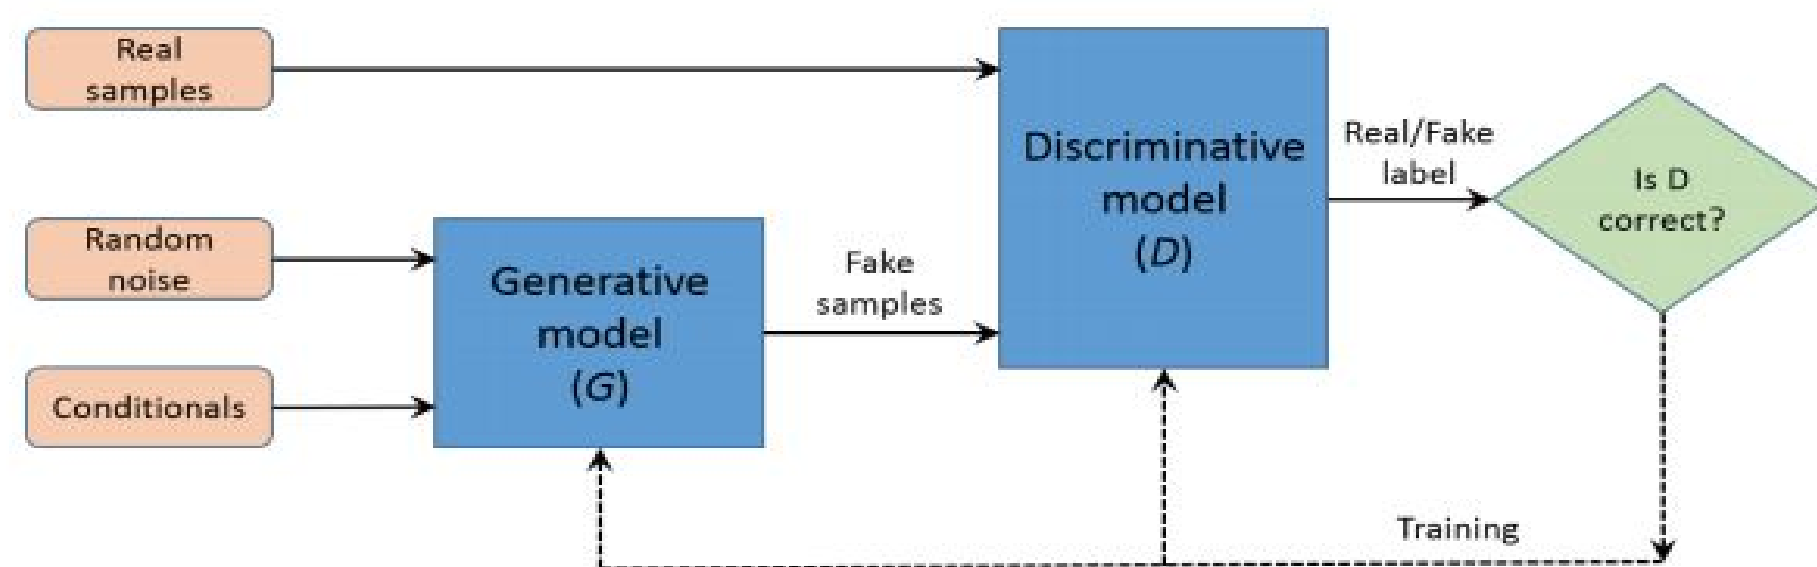 Real
samples
Random
noise
Conditionals
Generative
model
(G)
Fake
samples
Discriminative
model
(D)
Real/Fake
label
Is D
correct?
Training